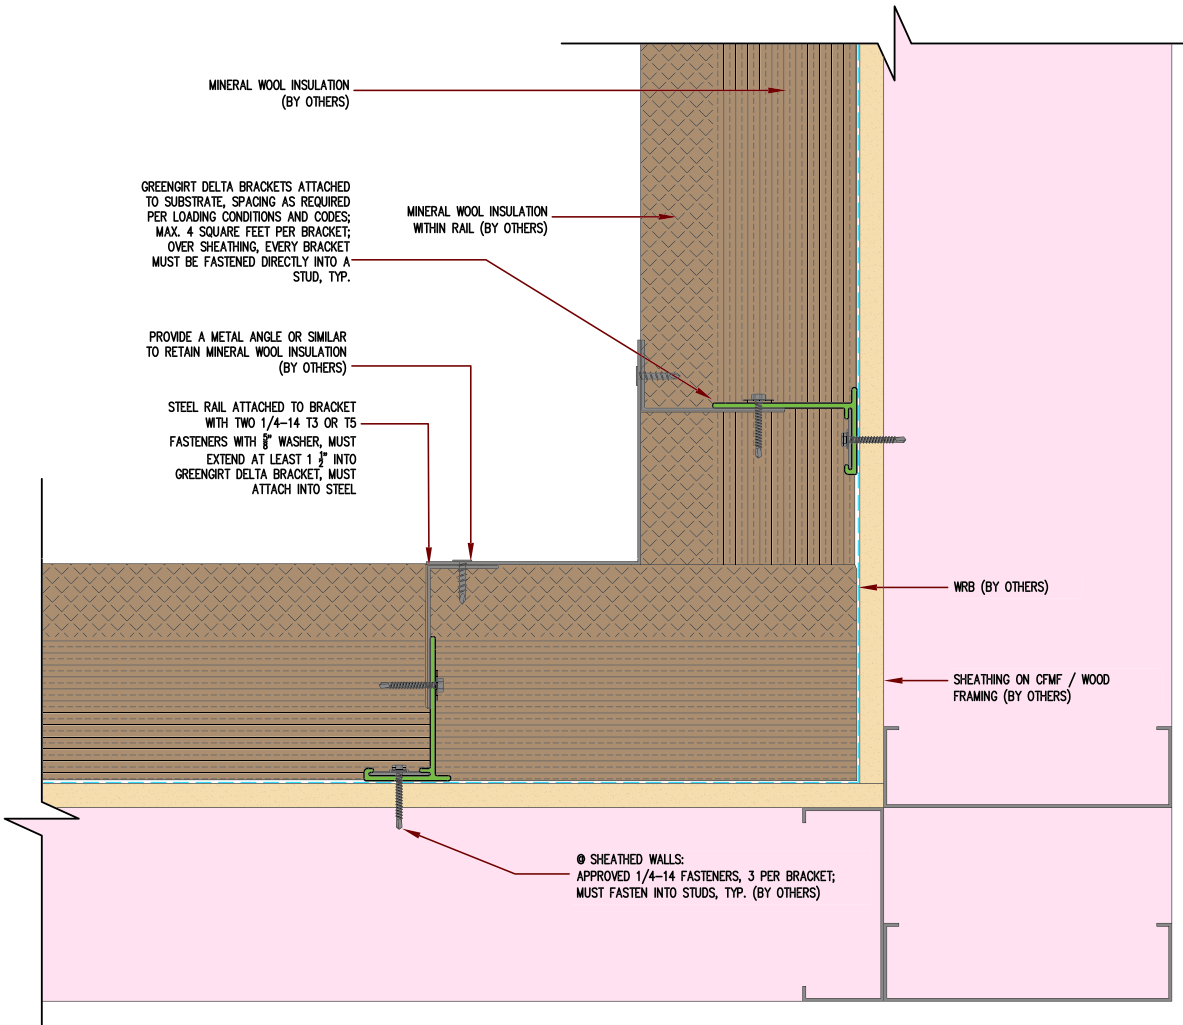 MINERAL WOOL INSULATION
(BY OTHERS)
GREENGIRT DELTA BRACKETS ATTACHED
TO SUBSTRATE, SPACING AS REQUIRED
PER LOADING CONDITIONS AND CODES;
MAX. 4 SQUARE FEET PER BRACKET;
OVER SHEATHING, EVERY BRACKET
MUST BE FASTENED DIRECTLY INTO A
STUD, TYP.
MINERAL WOOL INSULATION
WITHIN RAIL (BY OTHERS)
PROVIDE A METAL ANGLE OR SIMILAR
TO RETAIN MINERAL WOOL INSULATION
(BY OTHERS)
STEEL RAIL ATTACHED TO BRACKET
WITH TWO 1/4-14 T3 OR T5
FASTENERS WITH 5/8" WASHER, MUST
EXTEND AT LEAST 1 1/2" INTO
GREENGIRT DELTA BRACKET, MUST
ATTACH INTO STEEL
WRB (BY OTHERS)
SHEATHING ON CFMF / WOOD
FRAMING (BY OTHERS)
@ SHEATHED WALLS:
APPROVED 1/4-14 FASTENERS, 3 PER BRACKET;
MUST FASTEN INTO STUDS, TYP. (BY OTHERS)